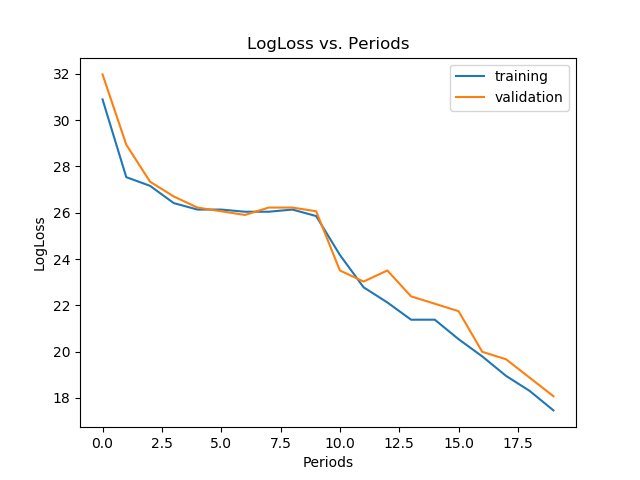 LogLoss vs. Periods
training
validation
LogLoss
32
30
28
26
24
22
20
18
0.0 2.5 5.0 7.5 10.0 12.5 15.0 17.5
Periods